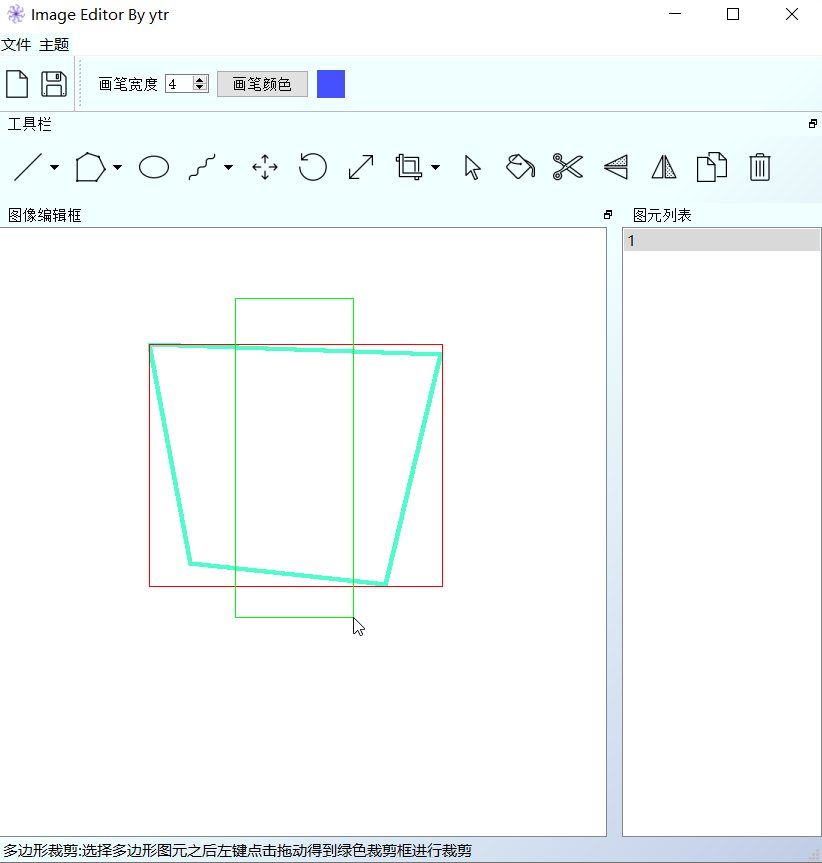 Image Editor By ytr
文件 主题
画笔宽度 4 画笔颜色
工具栏
图像编辑框 图元列表
1
多边形裁剪:选择多边形图元之后左键点击拖动得到绿色裁剪框进行裁剪